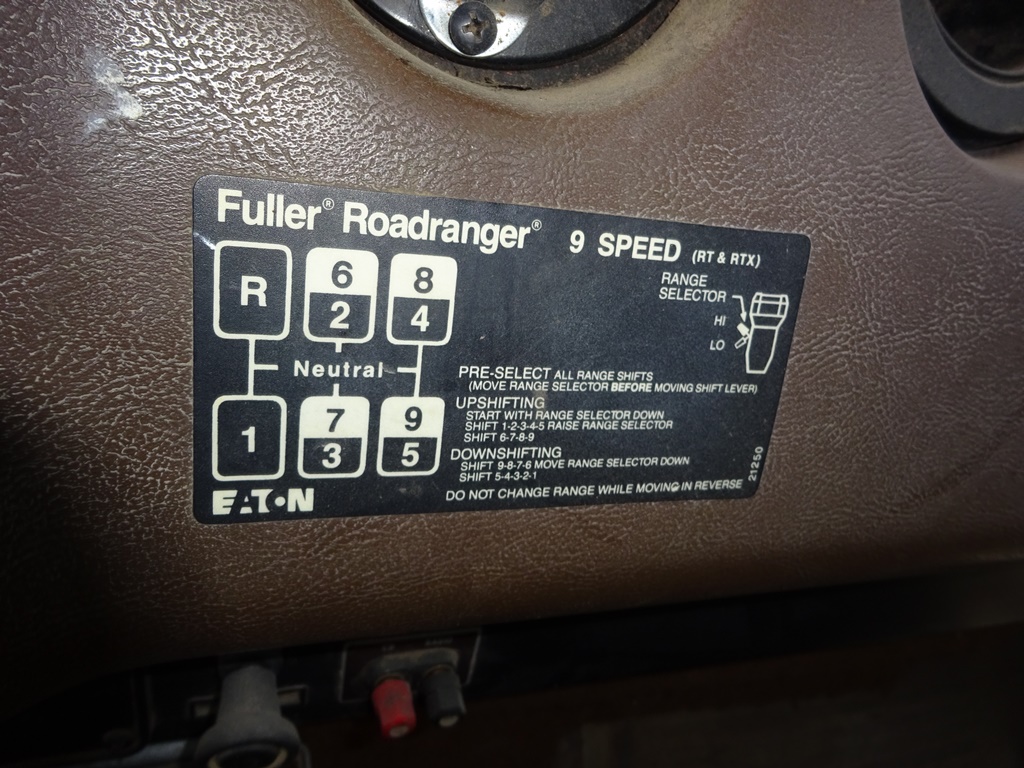 Fuller® Roadranger® 9 SPEED (RT & RTX)
R 6 8
2 4
RANGE
SELECTOR
HI
LO
Neutral
1 7 9
3 5
PRE-SELECT ALL RANGE SHIFTS
(MOVE RANGE SELECTOR BEFORE MOVING SHIFT LEVER)
UPSHIFTING
START WITH RANGE SELECTOR DOWN
SHIFT 1-2-3-4-5 RAISE RANGE SELECTOR
SHIFT 6-7-8-9
DOWNSHIFTING
SHIFT 9-8-7-6 MOVE RANGE SELECTOR DOWN
SHIFT 5-4-3-2-1
DO NOT CHANGE RANGE WHILE MOVING IN REVERSE
21250
EATON